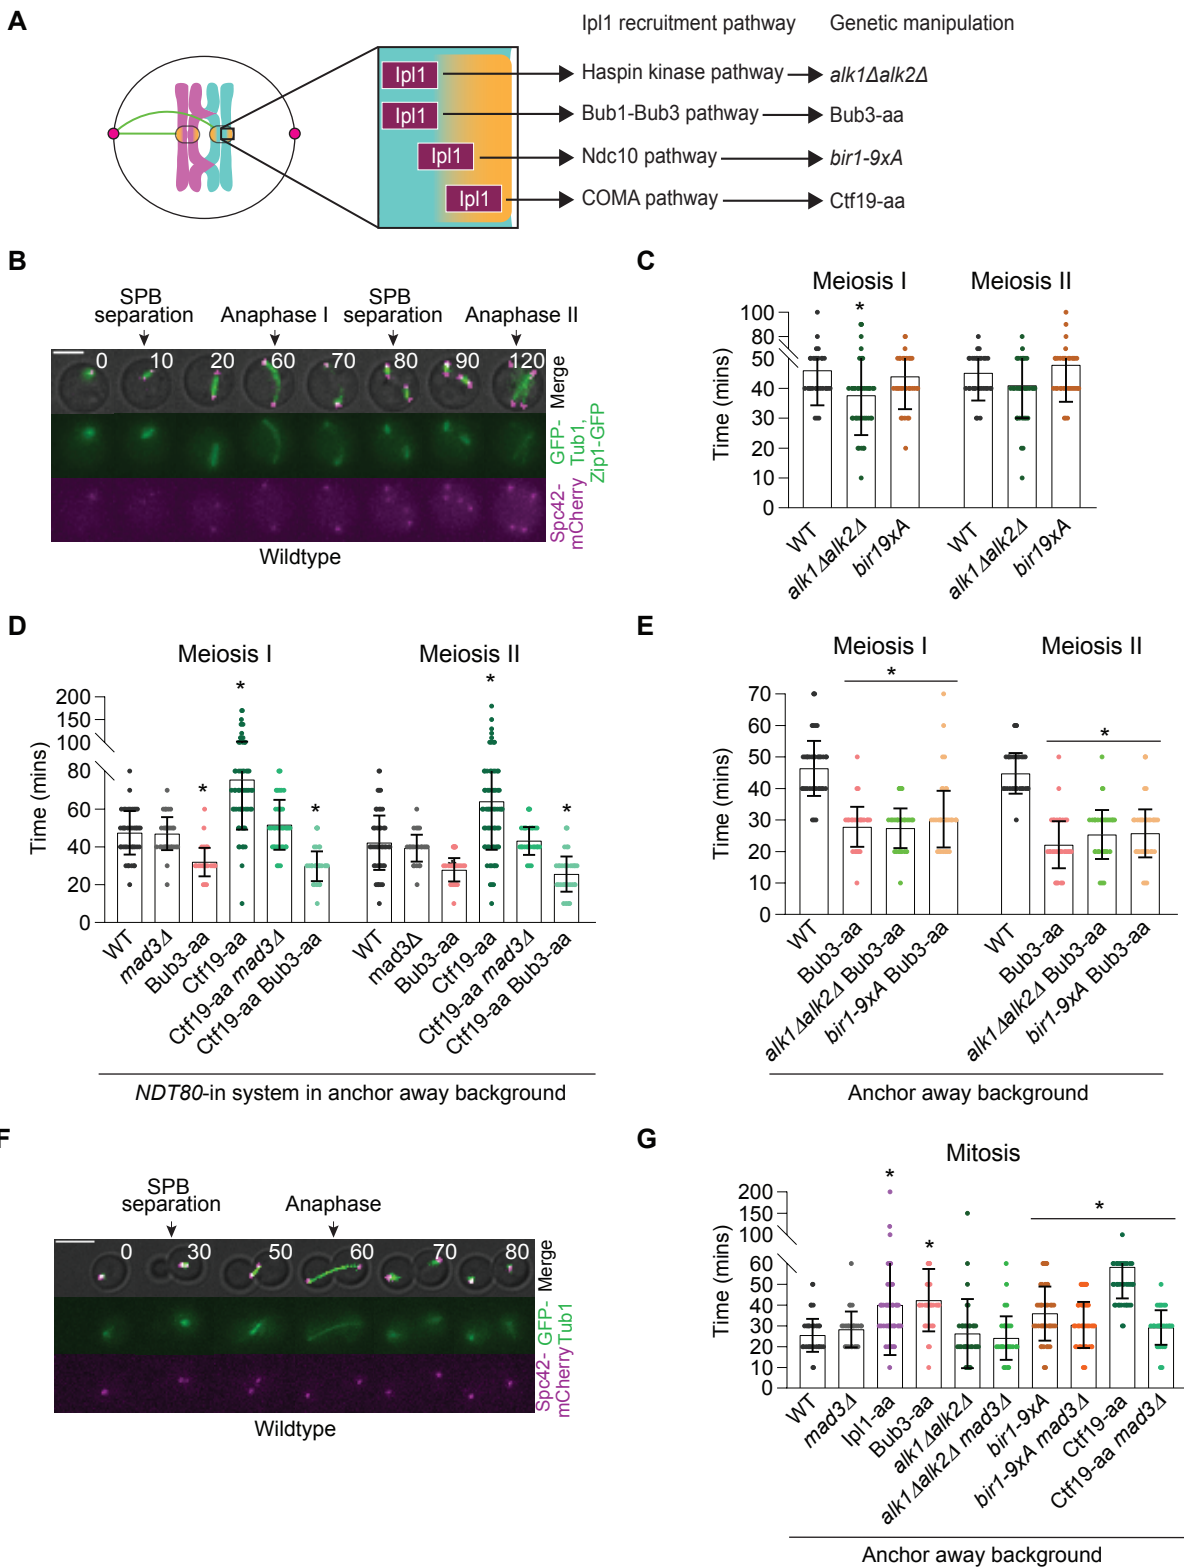 A
Ipl1 recruitment pathway
Genetic manipulation
Ipl1
Haspin kinase pathway
alk1Δalk2Δ
Ipl1
Bub1-Bub3 pathway
Bub3-aa
Ipl1
Ndc10 pathway
bir1-9xA
Ipl1
COMA pathway
Ctf19-aa
B
SPB separation
Anaphase I
SPB separation
Anaphase II
0 10 20 60 70 80 90 120
Merge
GFP-Tub1, Zip1-GFP
Spc42-mCherry
Wildtype
C
Meiosis I
Meiosis II
Time (mins)
100
80
50
40
30
20
10
0
*
WT
alk1Δalk2Δ
bir19xA
WT
alk1Δalk2Δ
bir19xA
D
Meiosis I
Meiosis II
Time (mins)
200
150
100
80
60
40
20
0
* * * * *
WT
mad3Δ
Bub3-aa
Ctf19-aa
Ctf19-aa mad3Δ
Ctf19-aa Bub3-aa
WT
mad3Δ
Bub3-aa
Ctf19-aa
Ctf19-aa mad3Δ
Ctf19-aa Bub3-aa
NDT80-in system in anchor away background
E
Meiosis I
Meiosis II
Time (mins)
70
60
50
40
30
20
10
0
* *
WT
Bub3-aa
alk1Δalk2Δ Bub3-aa
bir1-9xA Bub3-aa
WT
Bub3-aa
alk1Δalk2Δ Bub3-aa
bir1-9xA Bub3-aa
Anchor away background
F
SPB separation
Anaphase
0 30 50 60 70 80
Merge
GFP-Tub1
Spc42-mCherry
Wildtype
G
Mitosis
Time (mins)
200
150
100
60
50
40
30
20
10
0
* * *
WT
mad3Δ
Ipl1-aa
Bub3-aa
alk1Δalk2Δ
alk1Δalk2Δ mad3Δ
bir1-9xA
bir1-9xA mad3Δ
Ctf19-aa
Ctf19-aa mad3Δ
Anchor away background